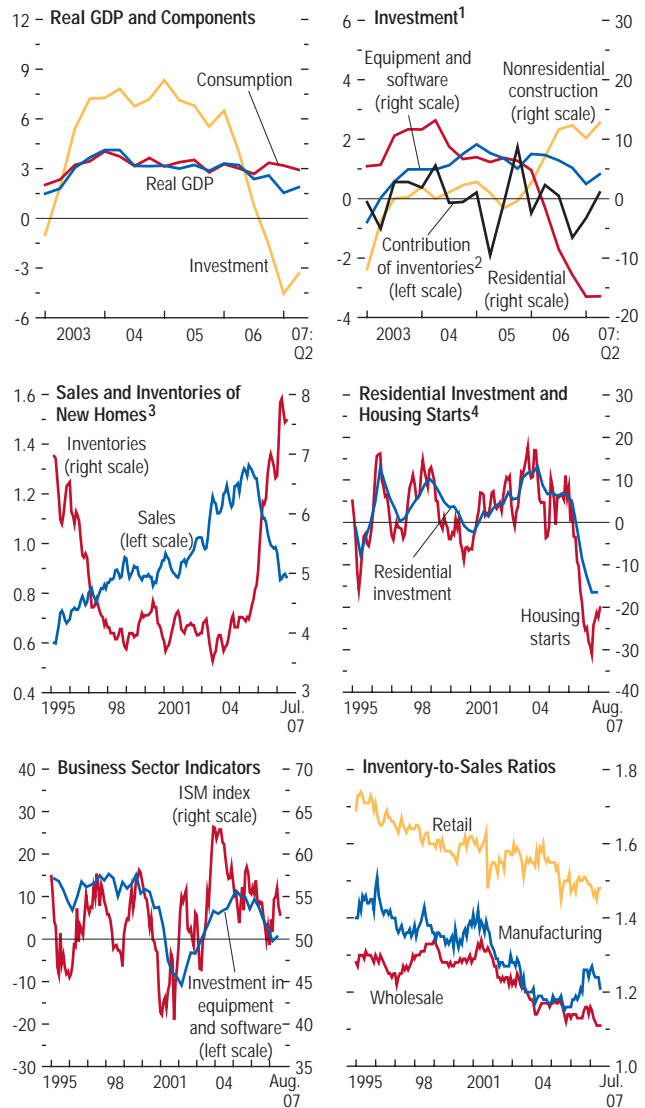 Real GDP and Components
12
9
6
3
0
-3
-6
Consumption
Real GDP
Investment
2003 04 05 06 07:
Q2
Investment1
6
4
2
0
-2
-4
30
20
10
0
-10
-20
Equipment and
software
(right scale)
Nonresidential
construction
(right scale)
Contribution
of inventories2
(left scale)
Residential
(right scale)
2003 04 05 06 07:
Q2
Sales and Inventories of
New Homes3
1.6
1.4
1.2
1.0
0.8
0.6
0.4
8
7
6
5
4
3
Inventories
(right scale)
Sales
(left scale)
1995 98 2001 04 Jul.
07
Residential Investment and
Housing Starts4
30
20
10
0
-10
-20
-30
-40
Residential
investment
Housing
starts
1995 98 2001 04 Aug.
07
Business Sector Indicators
40
30
20
10
0
-10
-20
-30
70
65
60
55
50
45
40
35
ISM index
(right scale)
Investment in
equipment
and software
(left scale)
1995 98 2001 04 Aug.
07
Inventory-to-Sales Ratios
1.8
1.6
1.4
1.2
1.0
Retail
Manufacturing
Wholesale
1995 98 2001 04 Jul.
07